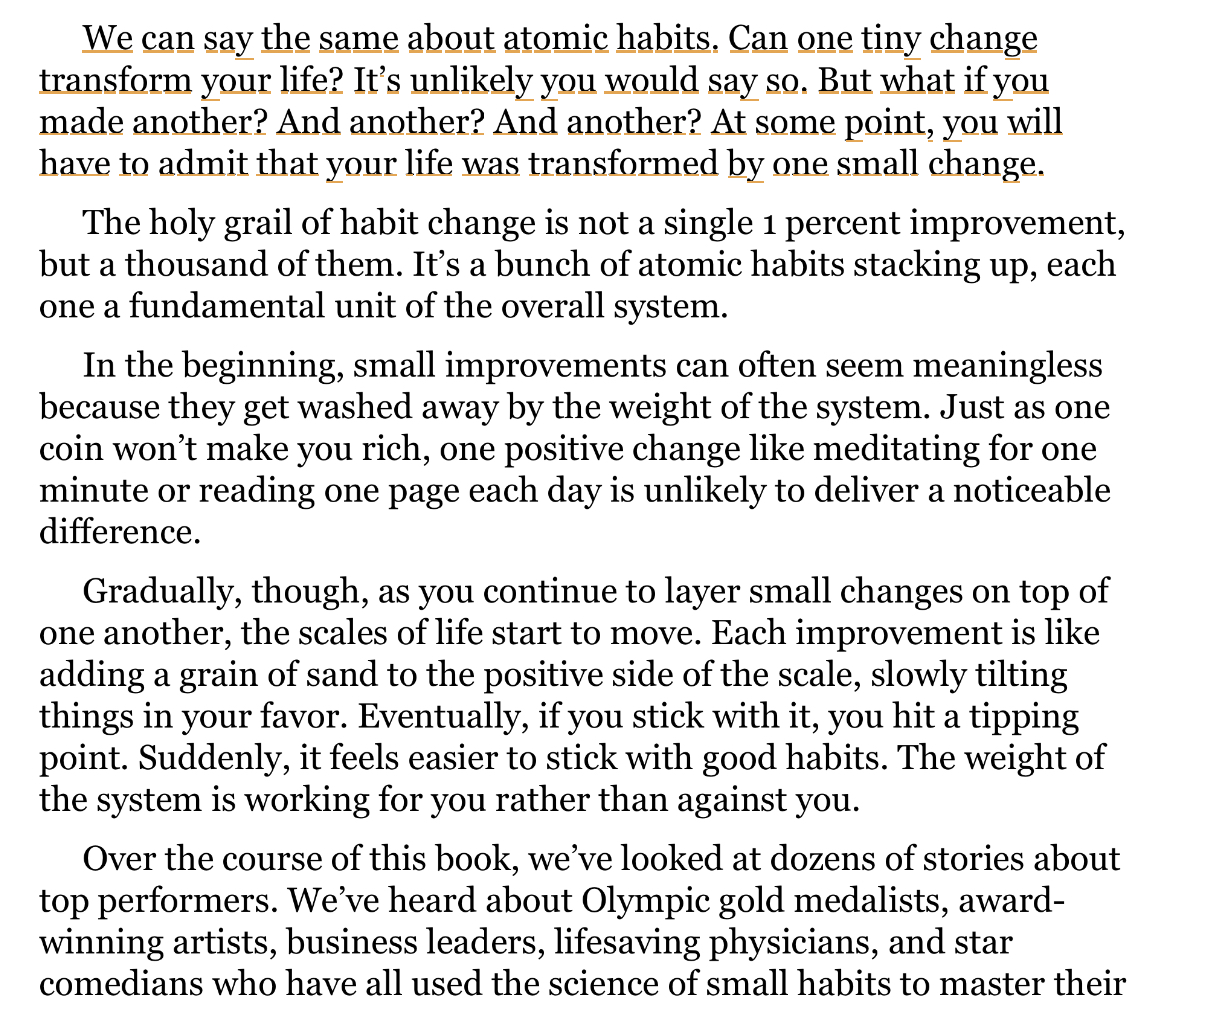 We can say the same about atomic habits. Can one tiny change
transform your life? It’s unlikely you would say so. But what if you
made another? And another? And another? At some point, you will
have to admit that your life was transformed by one small change.
The holy grail of habit change is not a single 1 percent improvement,
but a thousand of them. It’s a bunch of atomic habits stacking up, each
one a fundamental unit of the overall system.
In the beginning, small improvements can often seem meaningless
because they get washed away by the weight of the system. Just as one
coin won’t make you rich, one positive change like meditating for one
minute or reading one page each day is unlikely to deliver a noticeable
difference.
Gradually, though, as you continue to layer small changes on top of
one another, the scales of life start to move. Each improvement is like
adding a grain of sand to the positive side of the scale, slowly tilting
things in your favor. Eventually, if you stick with it, you hit a tipping
point. Suddenly, it feels easier to stick with good habits. The weight of
the system is working for you rather than against you.
Over the course of this book, we’ve looked at dozens of stories about
top performers. We’ve heard about Olympic gold medalists, award-
winning artists, business leaders, lifesaving physicians, and star
comedians who have all used the science of small habits to master their